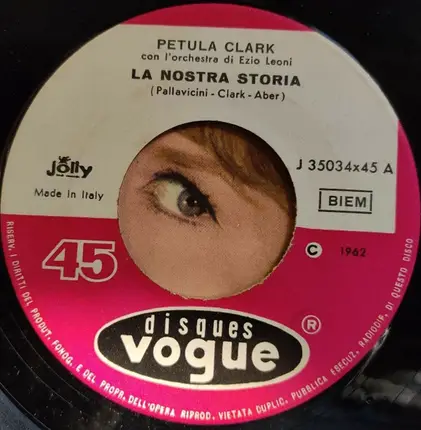 PETULA CLARK
con l'orchestra di Ezio Leoni
LA NOSTRA STORIA
(Pallavicini - Clark - Aber)
Jolly
J 35034x45 A
Made in Italy
BIEM
45
© 1962
disques
vogue
®
RISERV. I DIRITTI DEL PRODUT. FONOG. E DEL PROPR. DELL'OPERA RIPROD. VIETATA DUPLIC. PUBBLICA ESECUZ. RADIODIF. DI QUESTO DISCO